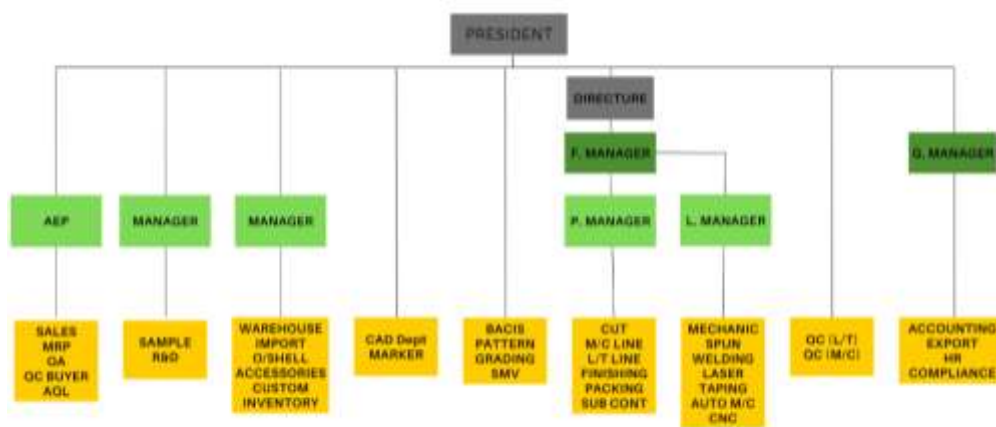 PRESIDENT
DIRECTURE
F. MANAGER
G. MANAGER
AEP
MANAGER
MANAGER
P. MANAGER
L. MANAGER
SALES
MRP
QA
QC BUYER
AQL
SAMPLE
R&D
WAREHOUSE
IMPORT
O/SHELL
ACCESSORIES
CUSTOM
INVENTORY
CAD Dept
MARKER
BACIS
PATTERN
GRADING
SMV
CUT
M/C LINE
L/T LINE
FINISHING
PACKING
SUB CONT
MECHANIC
SPUN
WELDING
LASER
TAPING
AUTO M/C
CNC
QC (L/T)
QC (M/C)
ACCOUNTING
EXPORT
HR
COMPLIANCE